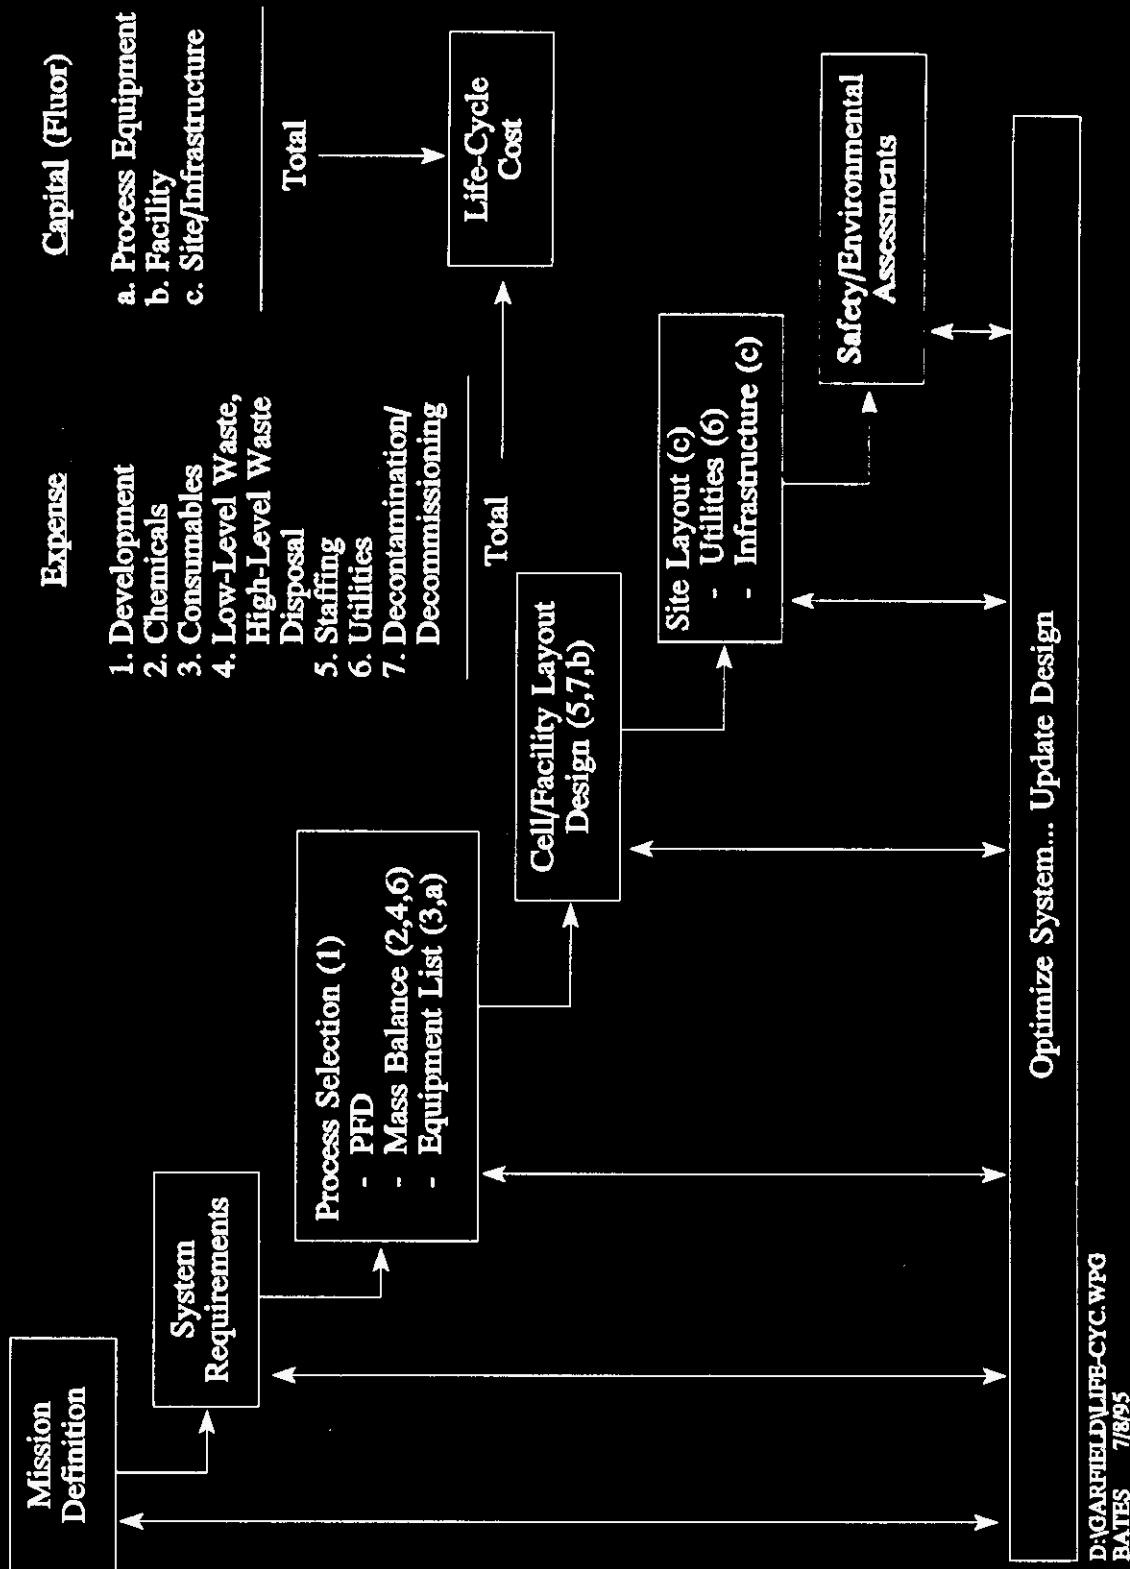 Mission
Definition
System
Requirements
Process Selection (1)
- PFD
- Mass Balance (2,4,6)
- Equipment List (3,a)
Cell/Facility Layout
Design (5,7,b)
Site Layout (c)
- Utilities (6)
- Infrastructure (c)
Safety/Environmental
Assessments
Expense
1. Development
2. Chemicals
3. Consumables
4. Low-Level Waste,
High-Level Waste
Disposal
5. Staffing
6. Utilities
7. Decontamination/
Decommissioning
Total
Capital (Fluor)
a. Process Equipment
b. Facility
c. Site/Infrastructure
Total
Life-Cycle
Cost
Optimize System... Update Design
D:\GARFIELD\LIFE-CYC.WPG
BATES 7/8/95